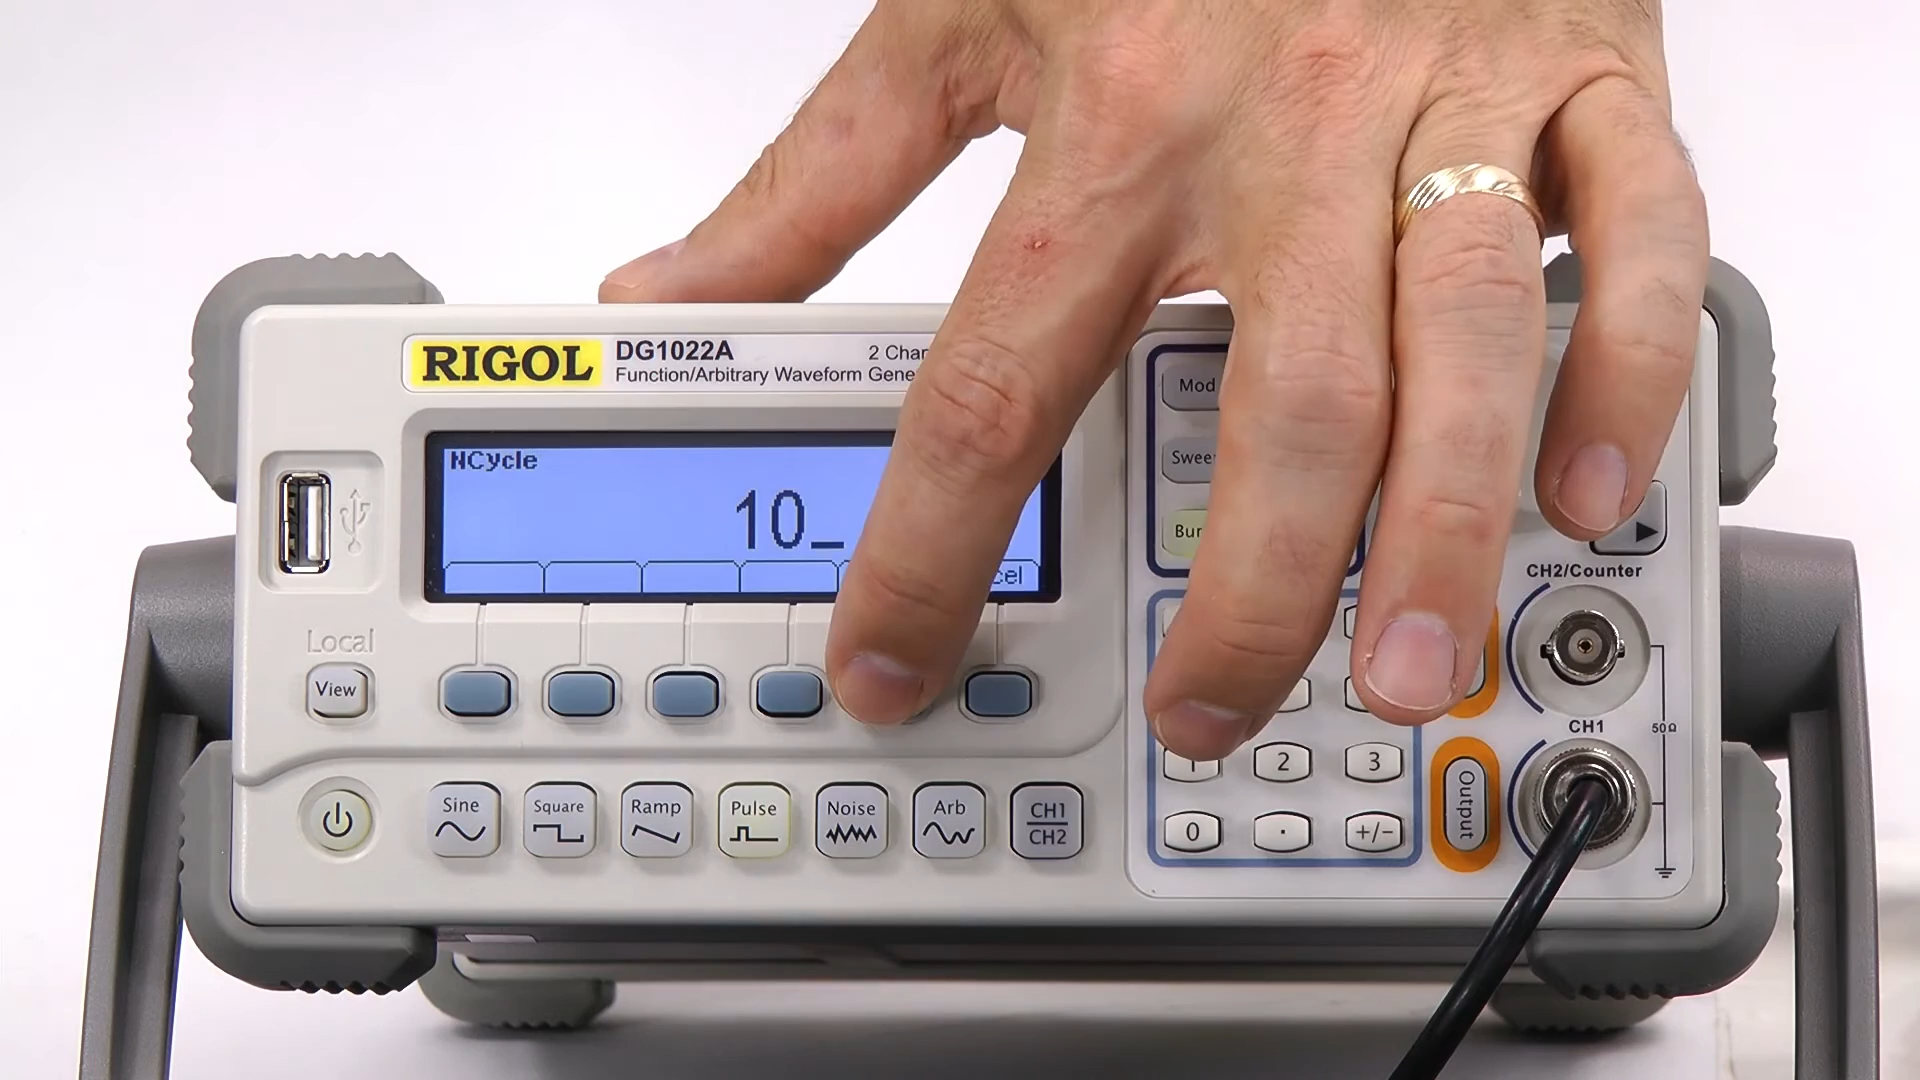 RIGOL
DG1022A
2 Chan
Function/Arbitrary Waveform Gene
NCycle
10_
cel
Local
View
Mod
Swee
Bur
CH2/Counter
CH1
50Ω
1
2
3
0
.
+/-
Output
Sine
Square
Ramp
Pulse
Noise
Arb
CH1
CH2